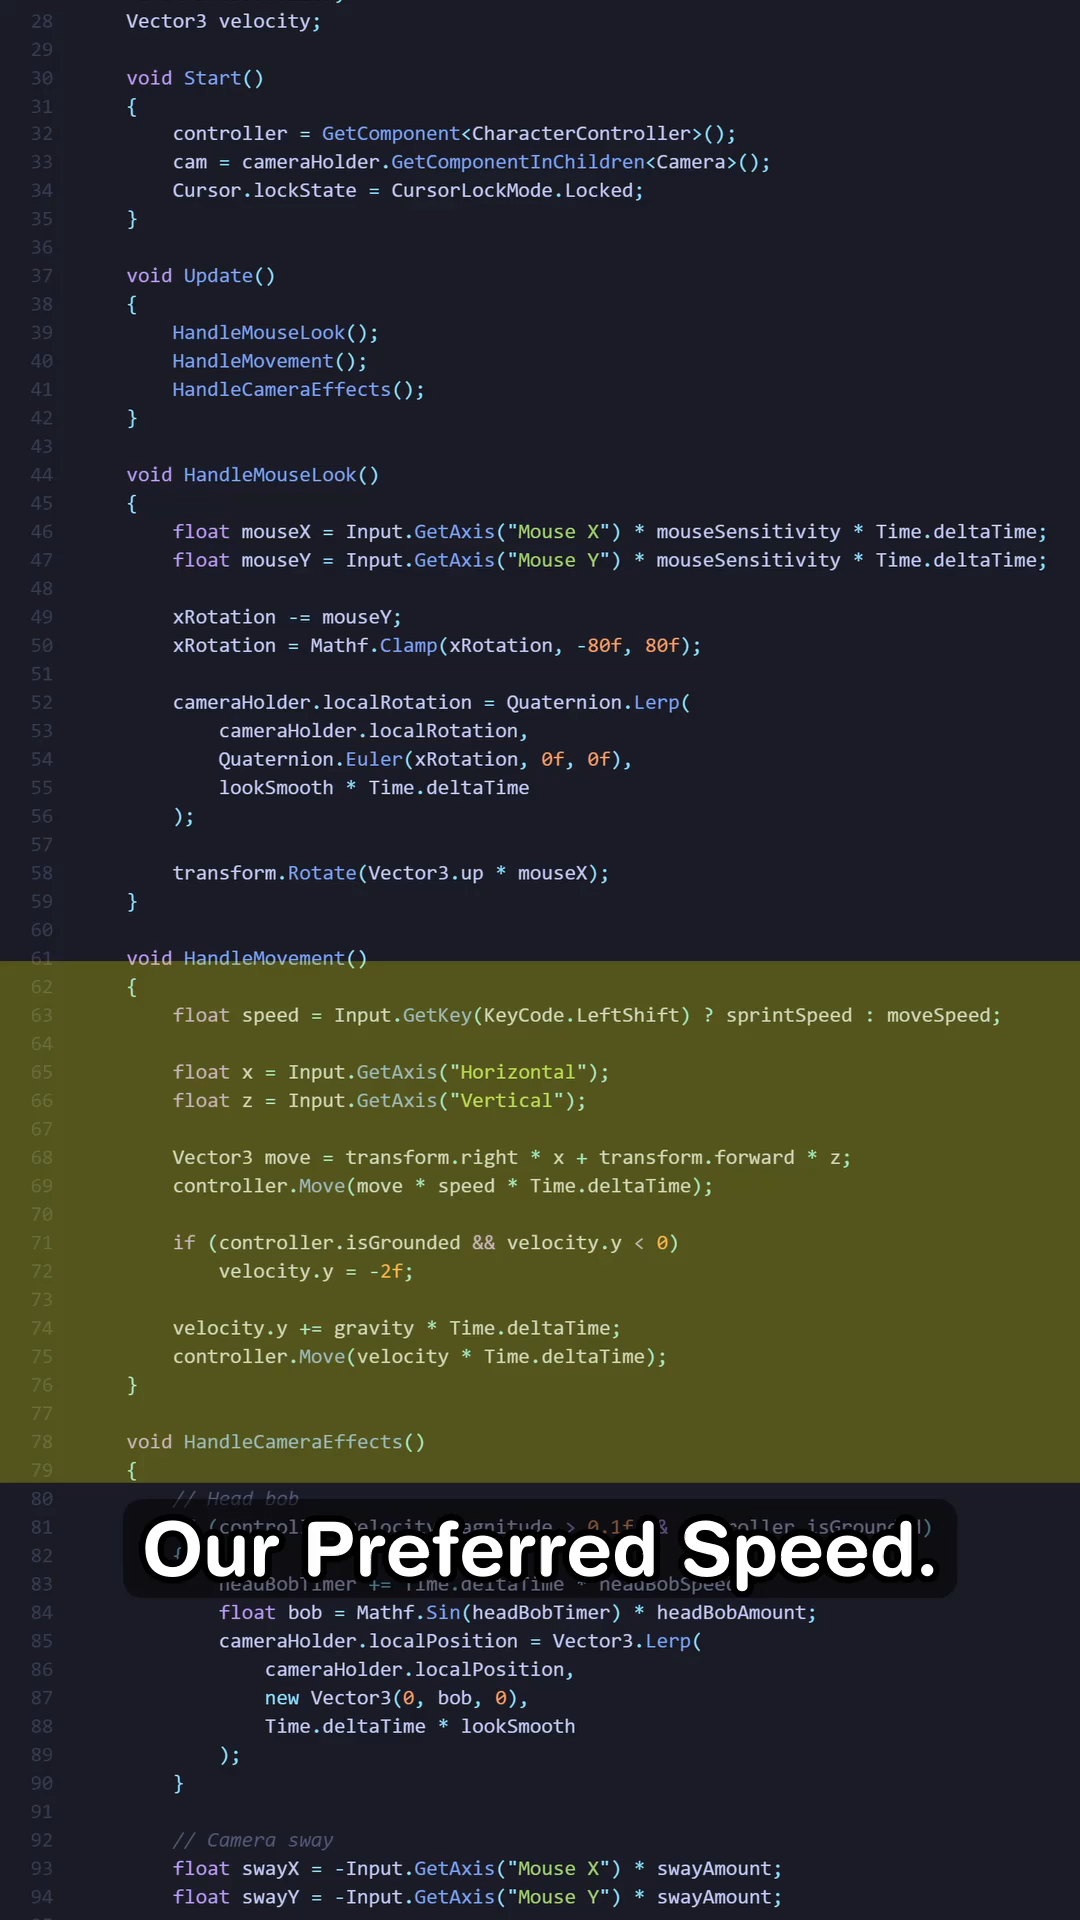 28 Vector3 velocity;
29
30 void Start()
31 {
32 controller = GetComponent<CharacterController>();
33 cam = cameraHolder.GetComponentInChildren<Camera>();
34 Cursor.lockState = CursorLockMode.Locked;
35 }
36
37 void Update()
38 {
39 HandleMouseLook();
40 HandleMovement();
41 HandleCameraEffects();
42 }
43
44 void HandleMouseLook()
45 {
46 float mouseX = Input.GetAxis("Mouse X") * mouseSensitivity * Time.deltaTime;
47 float mouseY = Input.GetAxis("Mouse Y") * mouseSensitivity * Time.deltaTime;
48
49 xRotation -= mouseY;
50 xRotation = Mathf.Clamp(xRotation, -80f, 80f);
51
52 cameraHolder.localRotation = Quaternion.Lerp(
53 cameraHolder.localRotation,
54 Quaternion.Euler(xRotation, 0f, 0f),
55 lookSmooth * Time.deltaTime
56 );
57
58 transform.Rotate(Vector3.up * mouseX);
59 }
60
61 void HandleMovement()
62 {
63 float speed = Input.GetKey(KeyCode.LeftShift) ? sprintSpeed : moveSpeed;
64
65 float x = Input.GetAxis("Horizontal");
66 float z = Input.GetAxis("Vertical");
67
68 Vector3 move = transform.right * x + transform.forward * z;
69 controller.Move(move * speed * Time.deltaTime);
70
71 if (controller.isGrounded && velocity.y < 0)
72 velocity.y = -2f;
73
74 velocity.y += gravity * Time.deltaTime;
75 controller.Move(velocity * Time.deltaTime);
76 }
77
78 void HandleCameraEffects()
79 {
80 // Head bob
81
Our Preferred Speed.
82
83 headBobTimer += Time.deltaTime * headBobSpeed
84 float bob = Mathf.Sin(headBobTimer) * headBobAmount;
85 cameraHolder.localPosition = Vector3.Lerp(
86 cameraHolder.localPosition,
87 new Vector3(0, bob, 0),
88 Time.deltaTime * lookSmooth
89 );
90 }
91
92 // Camera sway
93 float swayX = -Input.GetAxis("Mouse X") * swayAmount;
94 float swayY = -Input.GetAxis("Mouse Y") * swayAmount;